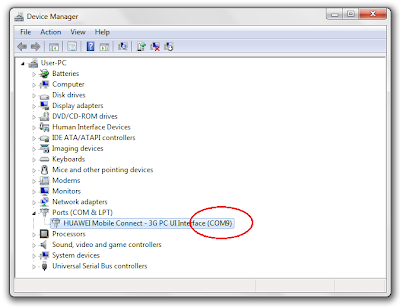 Device Manager
File Action View Help
User-PC
Batteries
Computer
Disk drives
Display adapters
DVD/CD-ROM drives
Human Interface Devices
IDE ATA/ATAPI controllers
Imaging devices
Keyboards
Mice and other pointing devices
Modems
Monitors
Network adapters
Ports (COM & LPT)
HUAWEI Mobile Connect - 3G PC UI Interface (COM9)
Processors
Sound, video and game controllers
System devices
Universal Serial Bus controllers